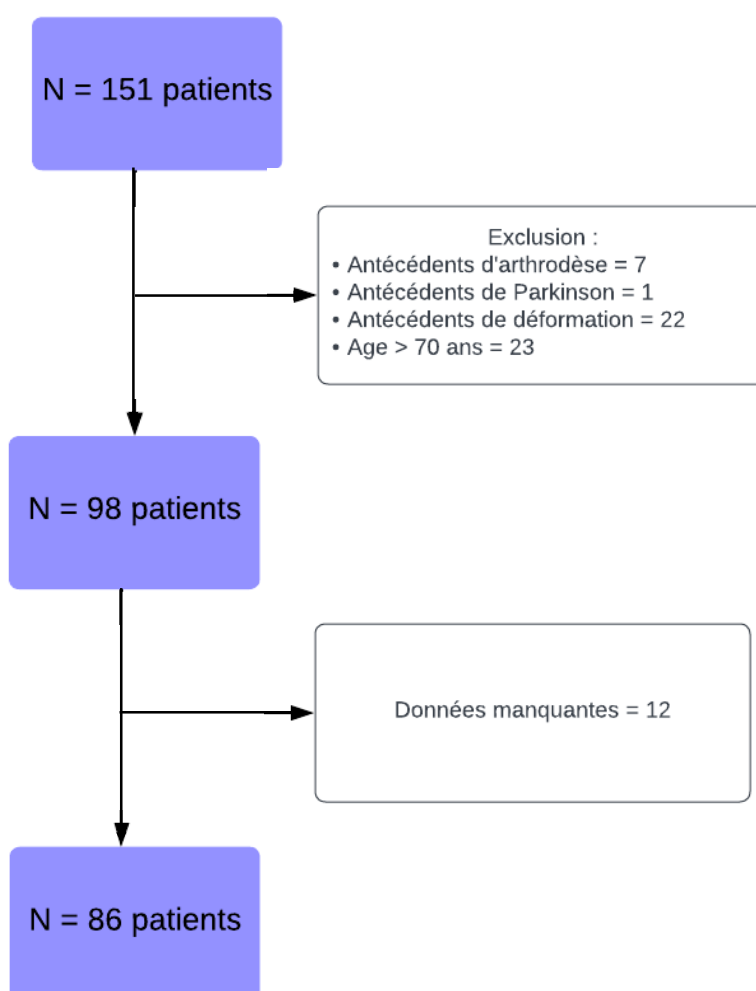 N = 151 patients
Exclusion :
• Antécédents d'arthrodèse = 7
• Antécédents de Parkinson = 1
• Antécédents de déformation = 22
• Age > 70 ans = 23
N = 98 patients
Données manquantes = 12
N = 86 patients